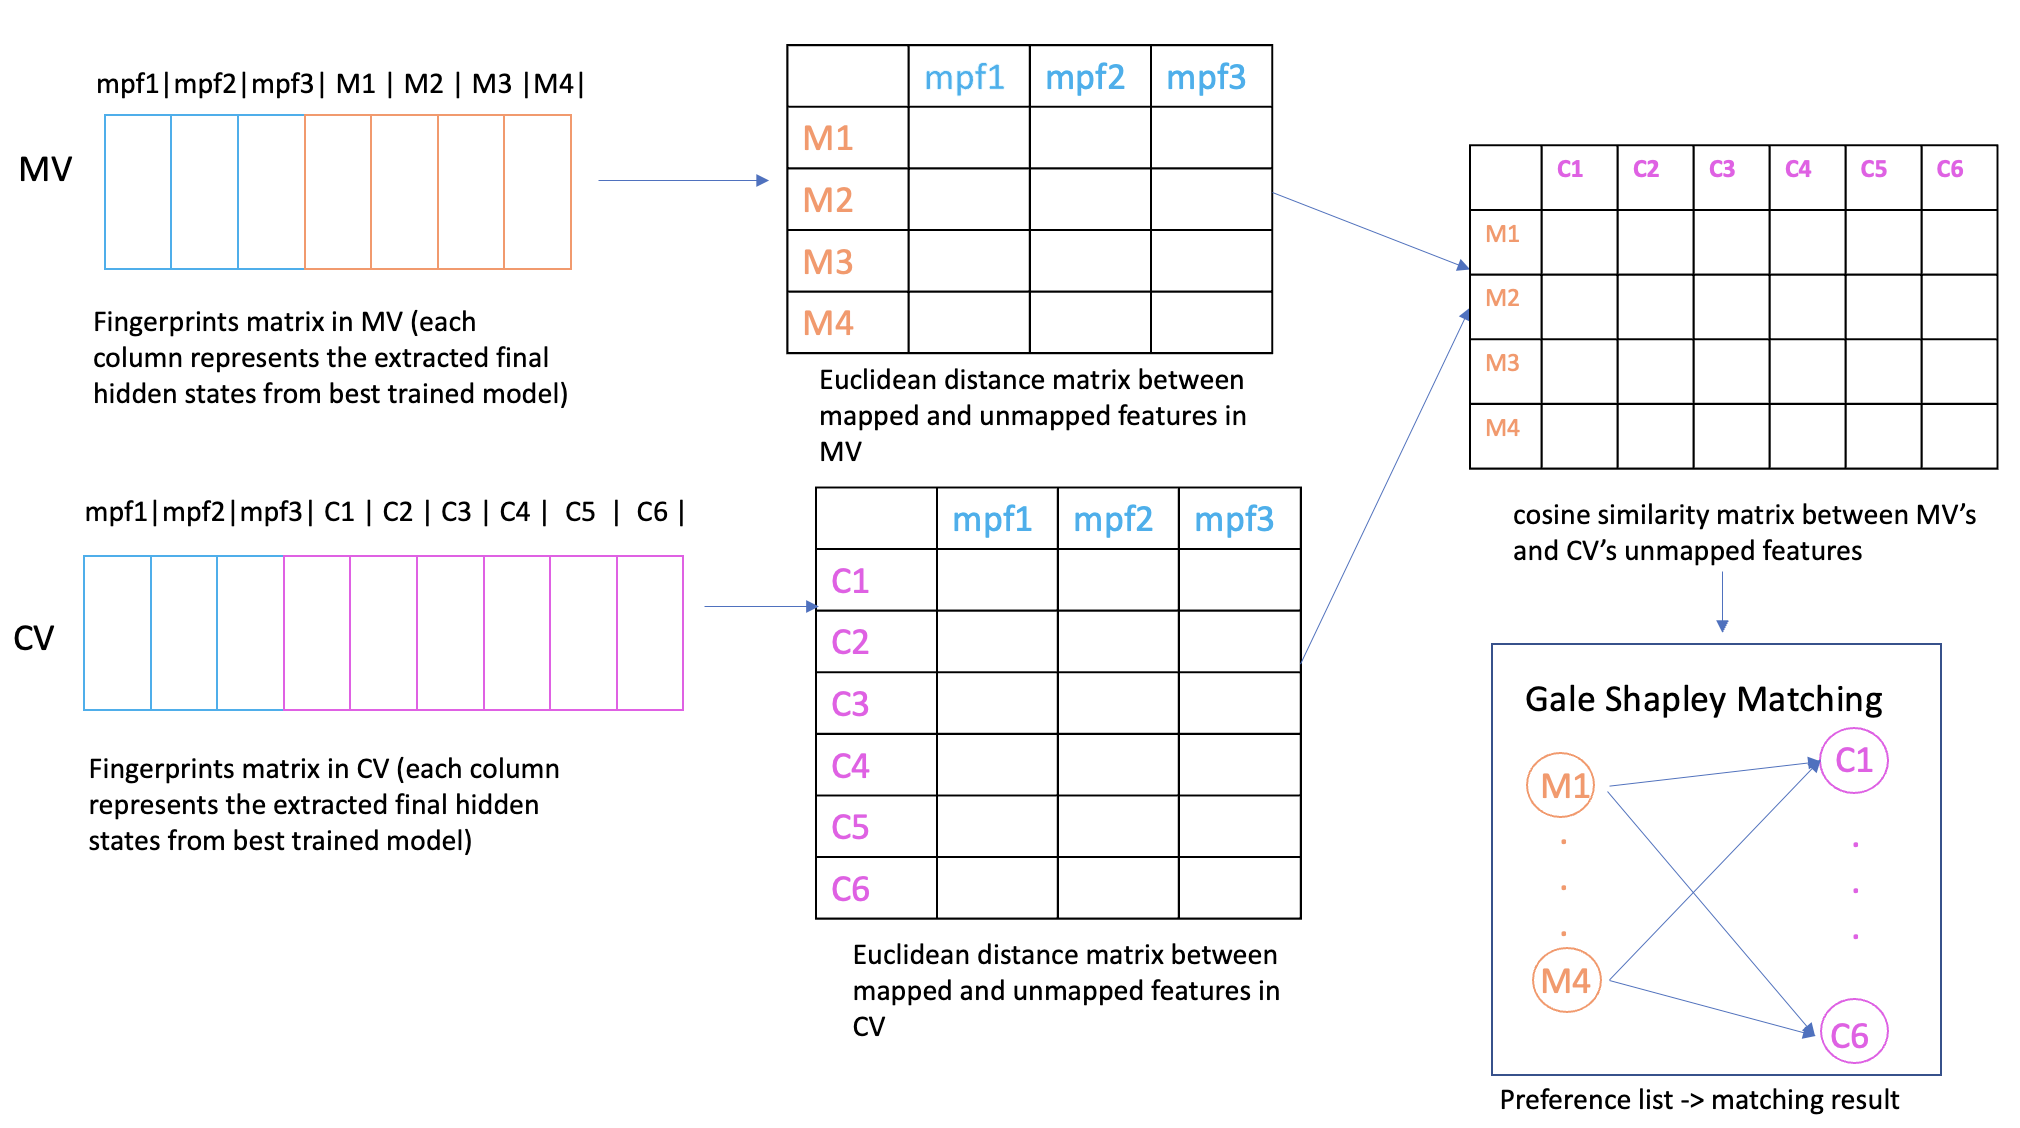 mpf1|mpf2|mpf3| M1 | M2 | M3 |M4|
MV
Fingerprints matrix in MV (each
column represents the extracted final
hidden states from best trained model)
mpf1 mpf2 mpf3
M1
M2
M3
M4
Euclidean distance matrix between
mapped and unmapped features in
MV
mpf1|mpf2|mpf3| C1 | C2 | C3 | C4 | C5 | C6 |
CV
Fingerprints matrix in CV (each column
represents the extracted final hidden
states from best trained model)
mpf1 mpf2 mpf3
C1
C2
C3
C4
C5
C6
Euclidean distance matrix between
mapped and unmapped features in
CV
C1 C2 C3 C4 C5 C6
M1
M2
M3
M4
cosine similarity matrix between MV’s
and CV’s unmapped features
Gale Shapley Matching
M1 C1
. .
. .
. .
M4 C6
Preference list -> matching result